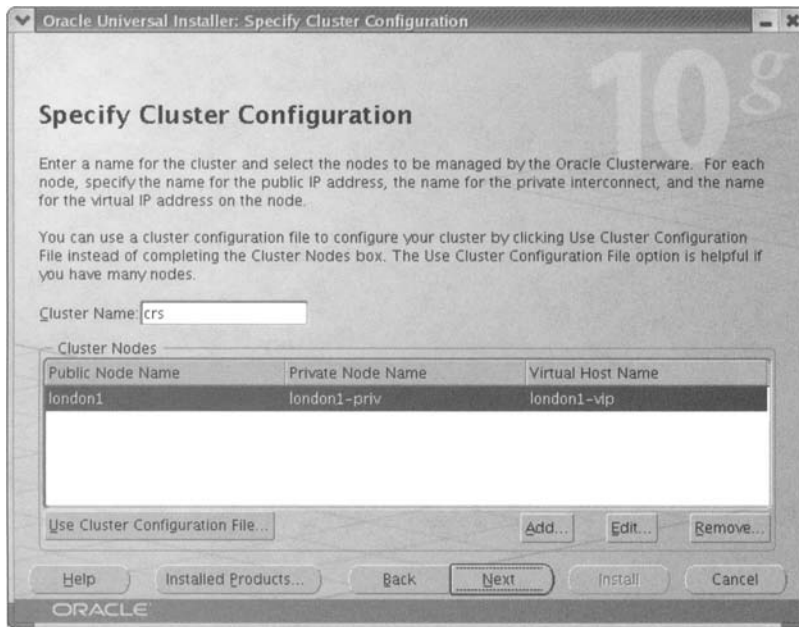 Oracle Universal Installer: Specify Cluster Configuration
10g
Specify Cluster Configuration
Enter a name for the cluster and select the nodes to be managed by the Oracle Clusterware. For each
node, specify the name for the public IP address, the name for the private interconnect, and the name
for the virtual IP address on the node.
You can use a cluster configuration file to configure your cluster by clicking Use Cluster Configuration
File instead of completing the Cluster Nodes box. The Use Cluster Configuration File option is helpful if
you have many nodes.
Cluster Name: crs
Cluster Nodes
Public Node Name Private Node Name Virtual Host Name
london1 london1-priv london1-vip
Use Cluster Configuration File... Add... Edit... Remove...
Help Installed Products... Back Next Install Cancel
ORACLE